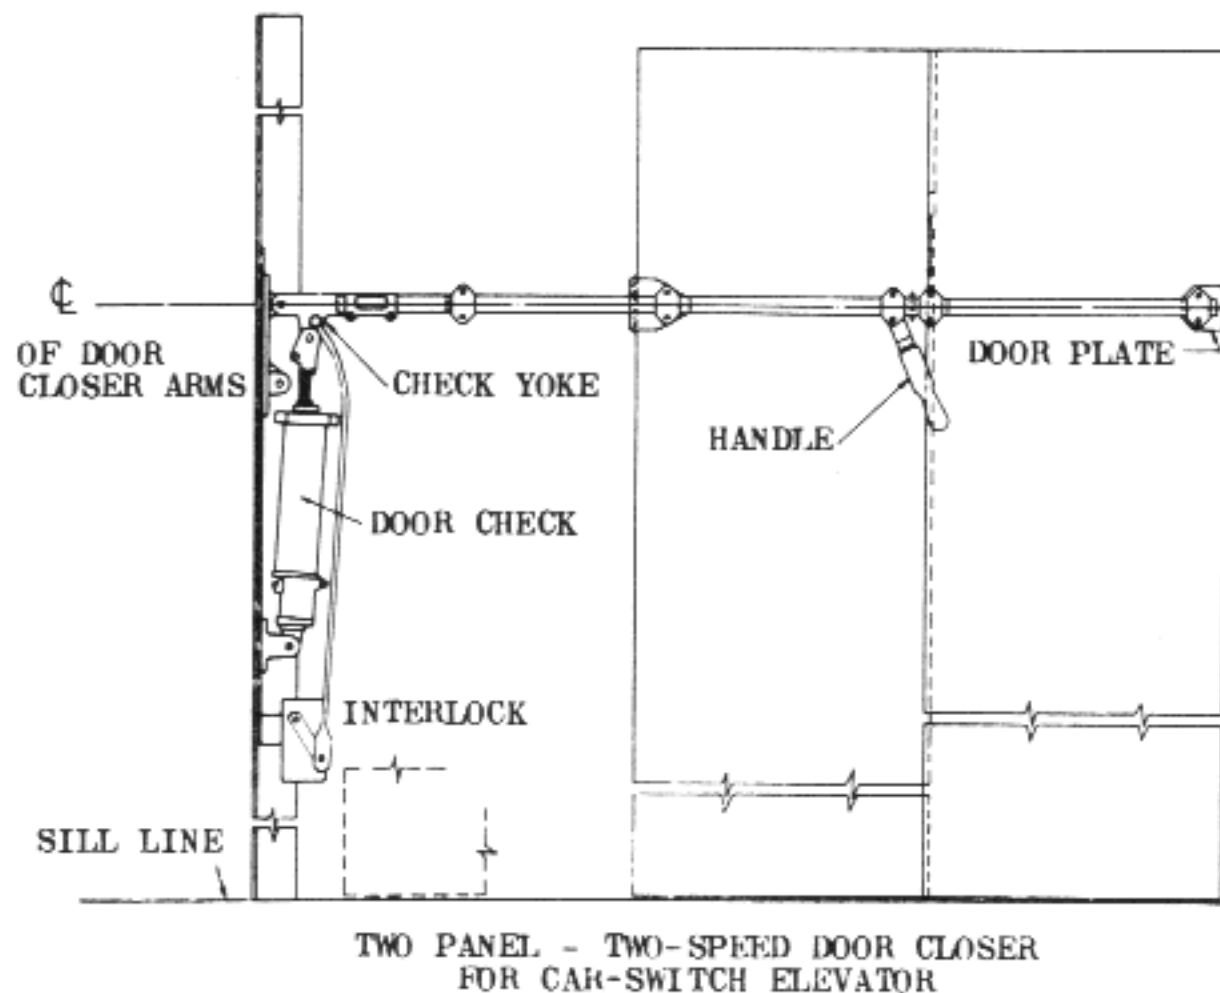 ℄
OF DOOR
CLOSER ARMS
CHECK YOKE
DOOR PLATE
HANDLE
DOOR CHECK
INTERLOCK
SILL LINE
TWO PANEL - TWO-SPEED DOOR CLOSER
FOR CAR-SWITCH ELEVATOR